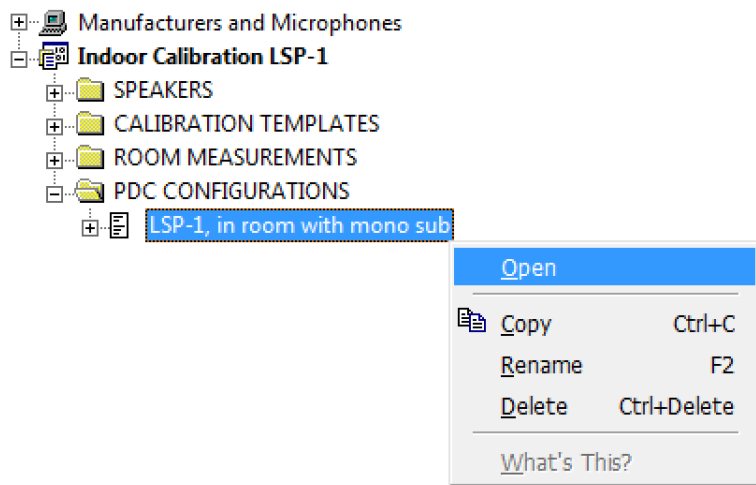 Manufacturers and Microphones
Indoor Calibration LSP-1
SPEAKERS
CALIBRATION TEMPLATES
ROOM MEASUREMENTS
PDC CONFIGURATIONS
LSP-1, in room with mono sub
Open
Copy Ctrl+C
Rename F2
Delete Ctrl+Delete
What's This?